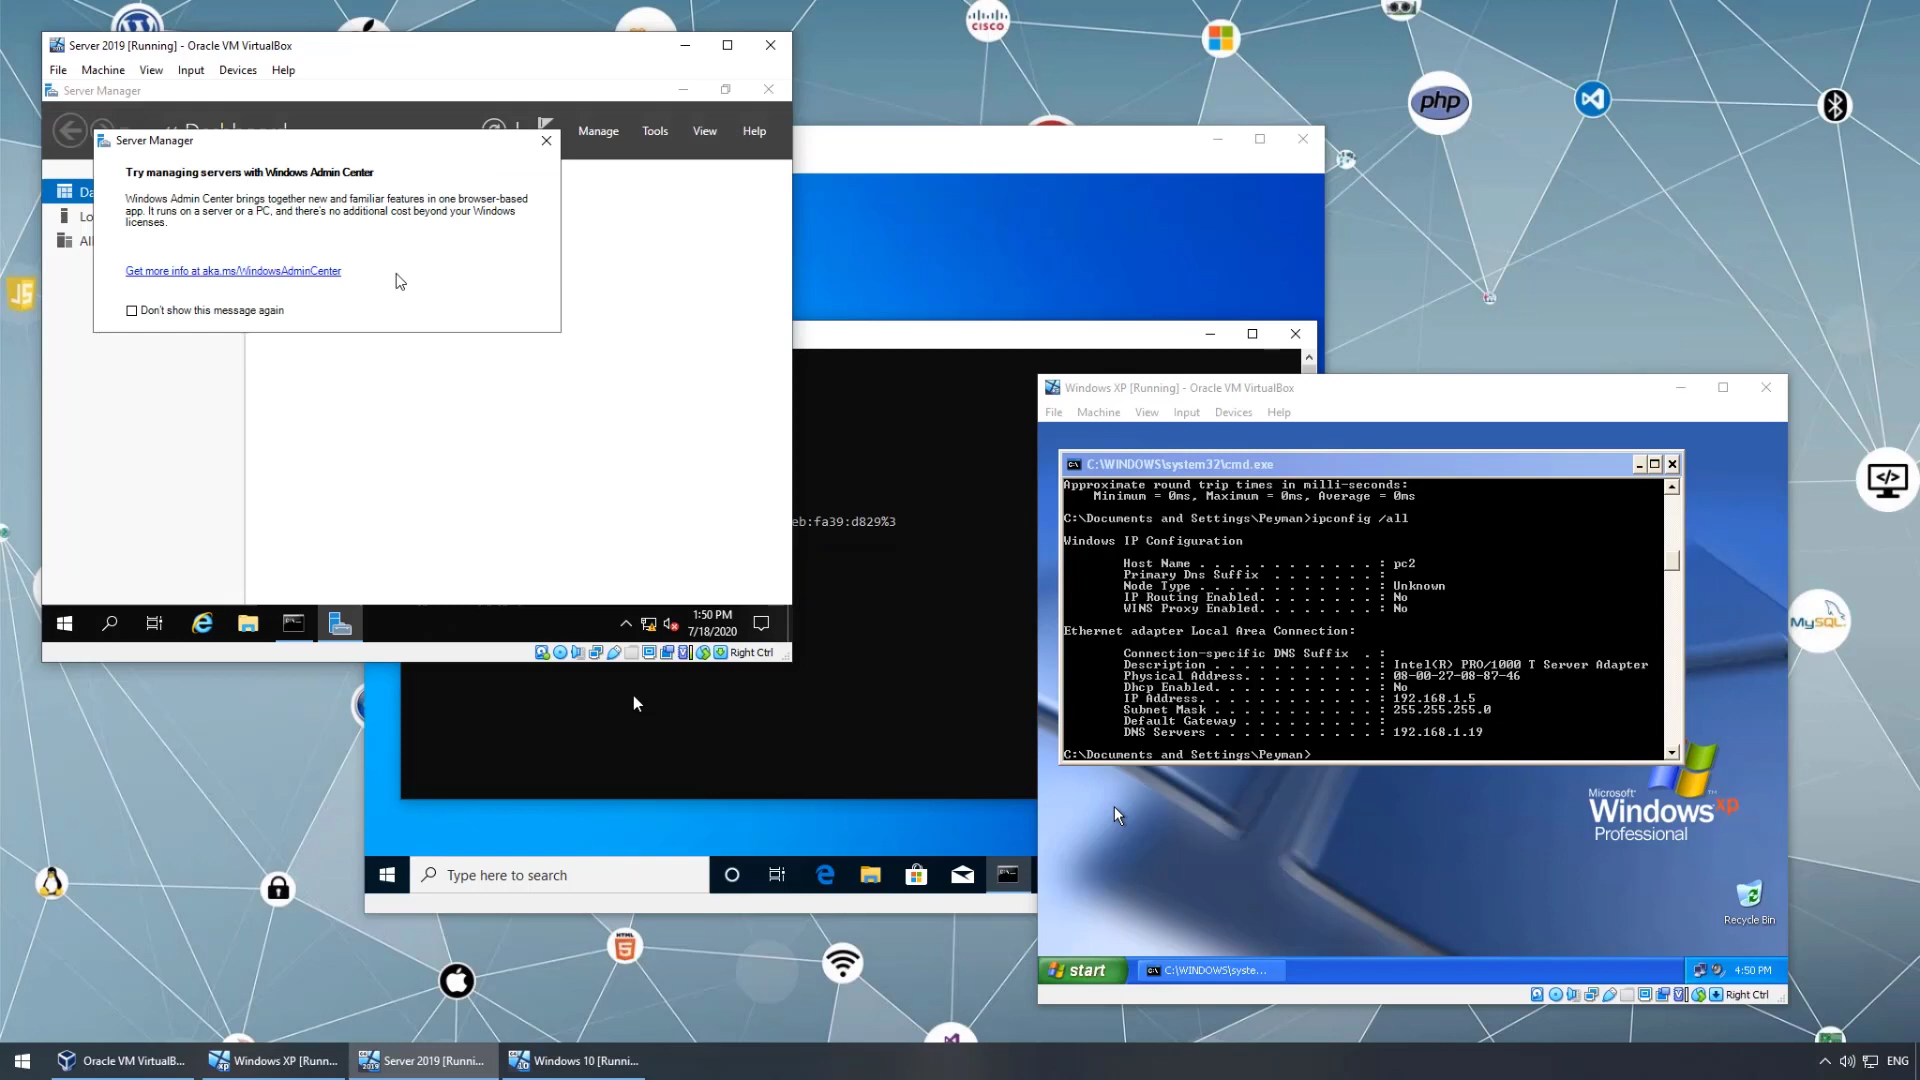 Server 2019 [Running] - Oracle VM VirtualBox
File Machine View Input Devices Help
Server Manager
Manage Tools View Help
Server Manager
Try managing servers with Windows Admin Center
Windows Admin Center brings together new and familiar features in one browser-based
app. It runs on a server or a PC, and there's no additional cost beyond your Windows
licenses.
Get more info at aka.ms/WindowsAdminCenter
Don't show this message again
Da
Lo
All
1:50 PM
7/18/2020
Right Ctrl
eb:fa39:d829%3
Type here to search
Windows XP [Running] - Oracle VM VirtualBox
File Machine View Input Devices Help
C:\WINDOWS\system32\cmd.exe
Approximate round trip times in milli-seconds:
Minimum = 0ms, Maximum = 0ms, Average = 0ms
C:\Documents and Settings\Peyman>ipconfig /all
Windows IP Configuration
Host Name . . . . . . . . . . . . : pc2
Primary Dns Suffix . . . . . . . :
Node Type . . . . . . . . . . . . : Unknown
IP Routing Enabled. . . . . . . . : No
WINS Proxy Enabled. . . . . . . . : No
Ethernet adapter Local Area Connection:
Connection-specific DNS Suffix . :
Description . . . . . . . . . . . : Intel(R) PRO/1000 T Server Adapter
Physical Address. . . . . . . . . : 08-00-27-08-87-46
Dhcp Enabled. . . . . . . . . . . : No
IP Address. . . . . . . . . . . . : 192.168.1.5
Subnet Mask . . . . . . . . . . . : 255.255.255.0
Default Gateway . . . . . . . . . :
DNS Servers . . . . . . . . . . . : 192.168.1.19
C:\Documents and Settings\Peyman>
Microsoft
Windows xp
Professional
Recycle Bin
start
C:\WINDOWS\syste...
4:50 PM
Right Ctrl
CISCO
php
JS
MySQL
HTML
5
Oracle VM VirtualB...
Windows XP [Runn...
Server 2019 [Runni...
Windows 10 [Runni...
ENG